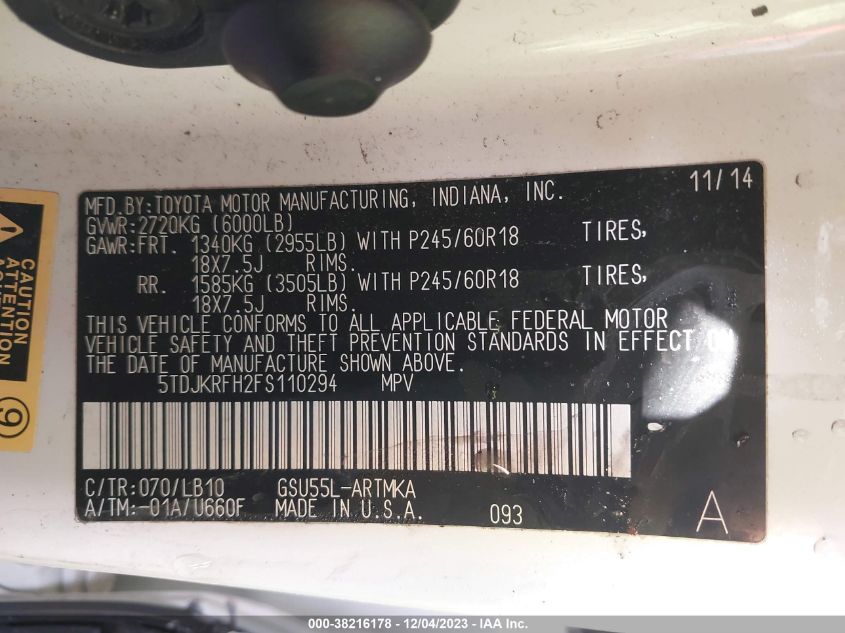 MFD.BY:TOYOTA MOTOR MANUFACTURING, INDIANA, INC. 11/14
GVWR:2720KG (6000LB)
GAWR:FRT. 1340KG (2955LB) WITH P245/60R18 TIRES,
18X7.5J RIMS.
RR. 1585KG (3505LB) WITH P245/60R18 TIRES,
18X7.5J RIMS.
THIS VEHICLE CONFORMS TO ALL APPLICABLE FEDERAL MOTOR
VEHICLE SAFETY AND THEFT PREVENTION STANDARDS IN EFFECT ON
THE DATE OF MANUFACTURE SHOWN ABOVE.
5TDJKRFH2FS110294 MPV
C/TR:070/LB10 GSU55L-ARTMKA
A/TM:-01A/U660F MADE IN U.S.A. 093 A
CAUTION
ATTENTION
9
000-38216178 - 12/04/2023 - IAA